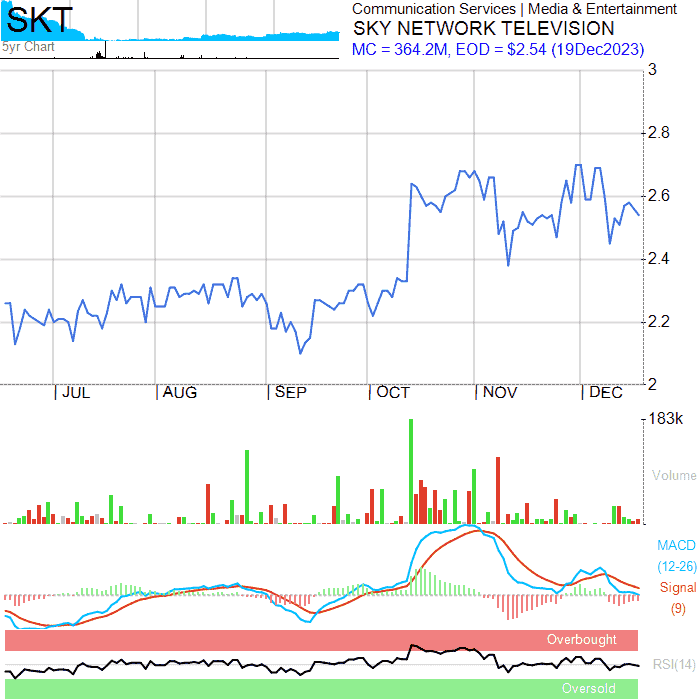 SKT
5yr Chart
Communication Services | Media & Entertainment
SKY NETWORK TELEVISION
MC = 364.2M, EOD = $2.54 (19Dec2023)
3
2.8
2.6
2.4
2.2
2
JUL AUG SEP OCT NOV DEC
183k
Volume
MACD
(12-26)
Signal
(9)
Overbought
RSI(14)
Oversold